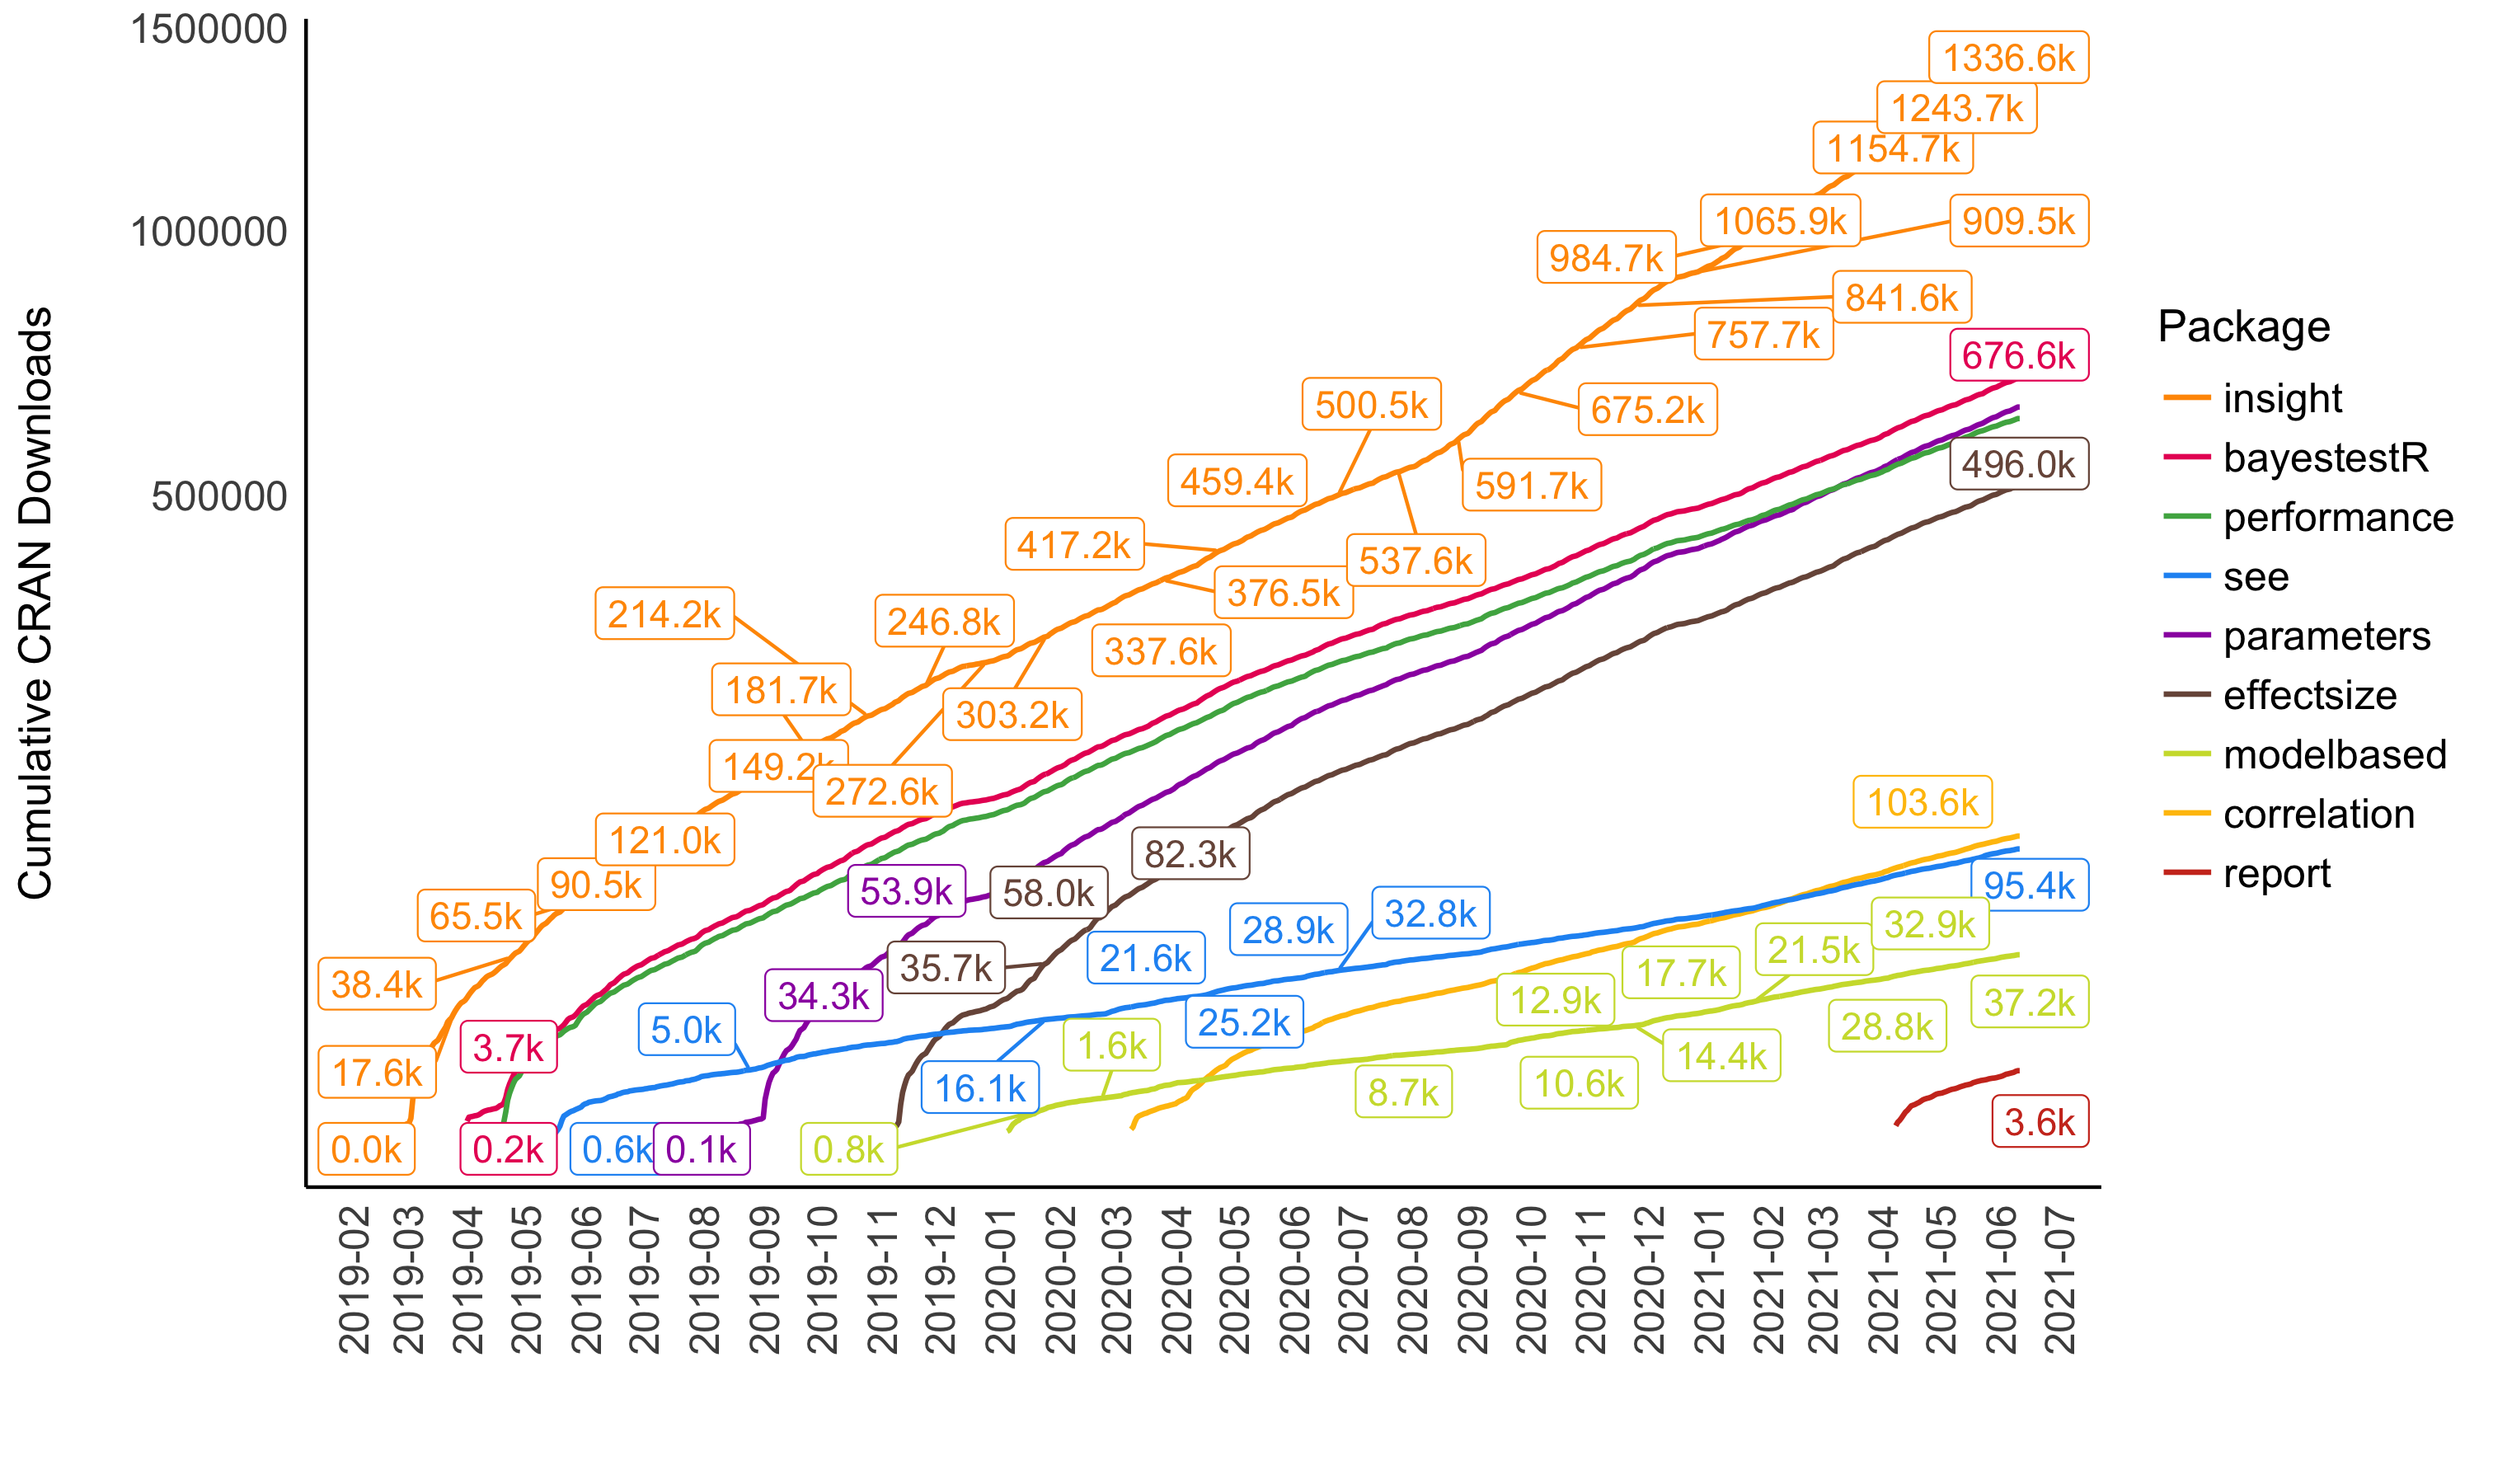 Cumulative CRAN Downloads
1500000
1000000
500000
1336.6k
1243.7k
1154.7k
1065.9k
909.5k
984.7k
841.6k
757.7k
676.6k
500.5k
675.2k
459.4k
591.7k
496.0k
417.2k
537.6k
376.5k
214.2k
246.8k
337.6k
181.7k
303.2k
149.2k
272.6k
103.6k
121.0k
82.3k
90.5k
53.9k
58.0k
95.4k
65.5k
32.8k
28.9k
32.9k
21.5k
21.6k
35.7k
17.7k
38.4k
34.3k
12.9k
37.2k
5.0k
25.2k
28.8k
3.7k
1.6k
14.4k
17.6k
16.1k
8.7k
10.6k
3.6k
0.0k
0.2k
0.6k
0.1k
0.8k
2019-02
2019-03
2019-04
2019-05
2019-06
2019-07
2019-08
2019-09
2019-10
2019-11
2019-12
2020-01
2020-02
2020-03
2020-04
2020-05
2020-06
2020-07
2020-08
2020-09
2020-10
2020-11
2020-12
2021-01
2021-02
2021-03
2021-04
2021-05
2021-06
2021-07
Package
insight
bayestestR
performance
see
parameters
effectsize
modelbased
correlation
report